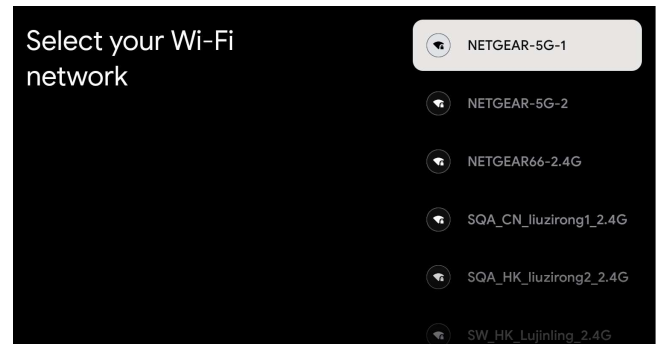 Select your Wi-Fi
network
NETGEAR-5G-1
NETGEAR-5G-2
NETGEAR66-2.4G
SQA_CN_liuzirong1_2.4G
SQA_HK_liuzirong2_2.4G
SW_HK_Lujinling_2.4G